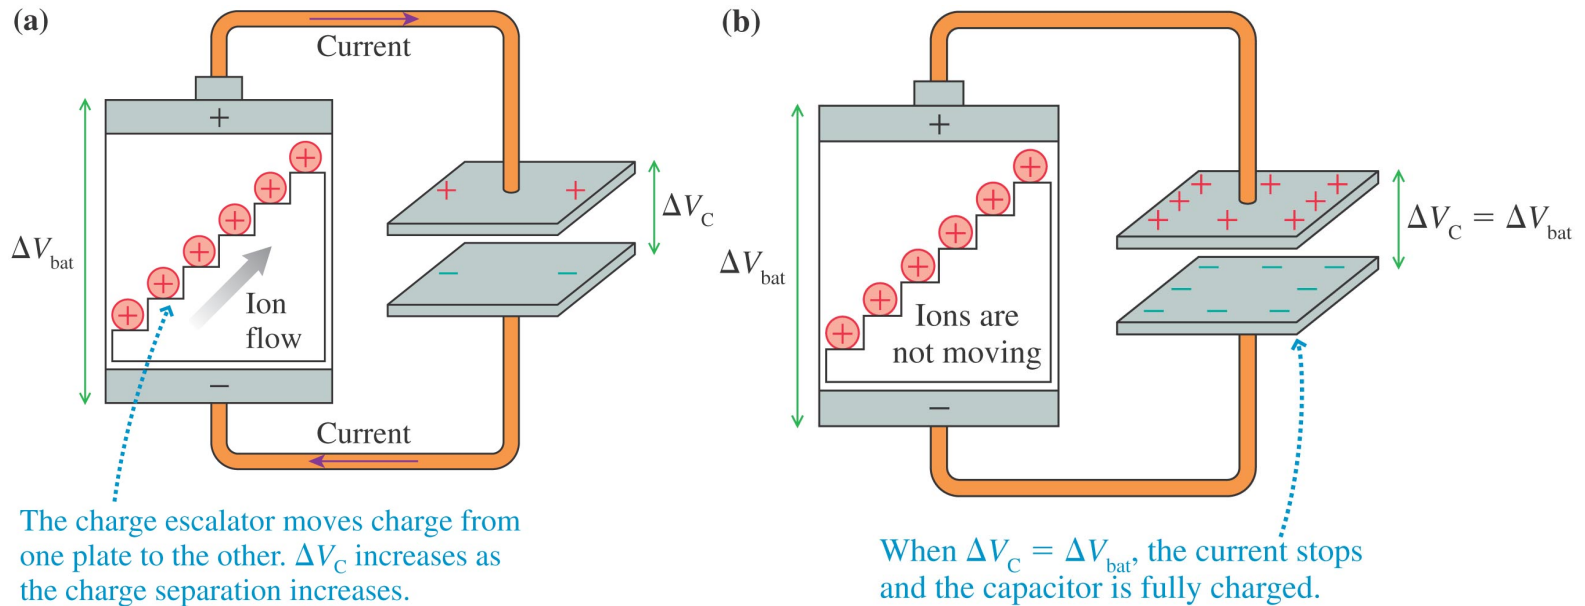 (a)
Current
+
ΔV_bat
+ + + + + +
Ion
flow
−
Current
+ +
ΔV_C
− −
The charge escalator moves charge from
one plate to the other. ΔV_C increases as
the charge separation increases.
(b)
+
ΔV_bat
+ + + + + +
Ions are
not moving
−
+ + +
+ +
+ + +
ΔV_C = ΔV_bat
− − −
− −
− − −
When ΔV_C = ΔV_bat, the current stops
and the capacitor is fully charged.